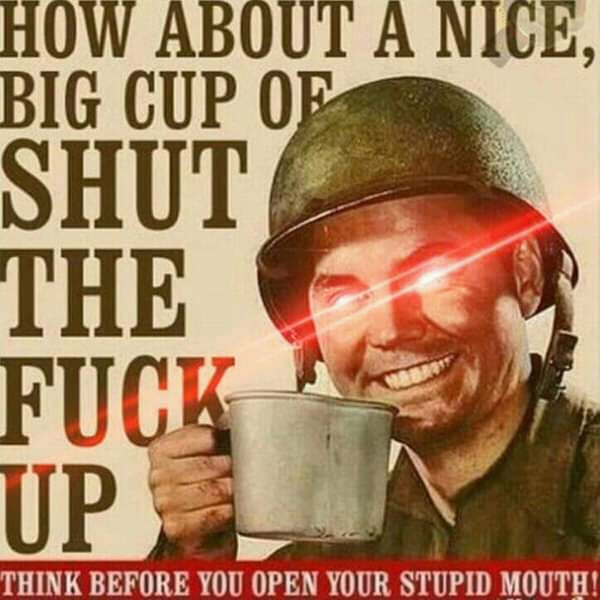 HOW ABOUT A NICE,
BIG CUP OF
SHUT
THE
FUCK
UP
THINK BEFORE YOU OPEN YOUR STUPID MOUTH!